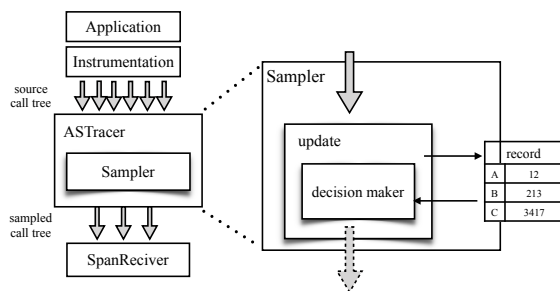 Application
Instrumentation
source
call tree
ASTracer
Sampler
sampled
call tree
SpanReciver
Sampler
update
decision maker
record
A 12
B 213
C 3417